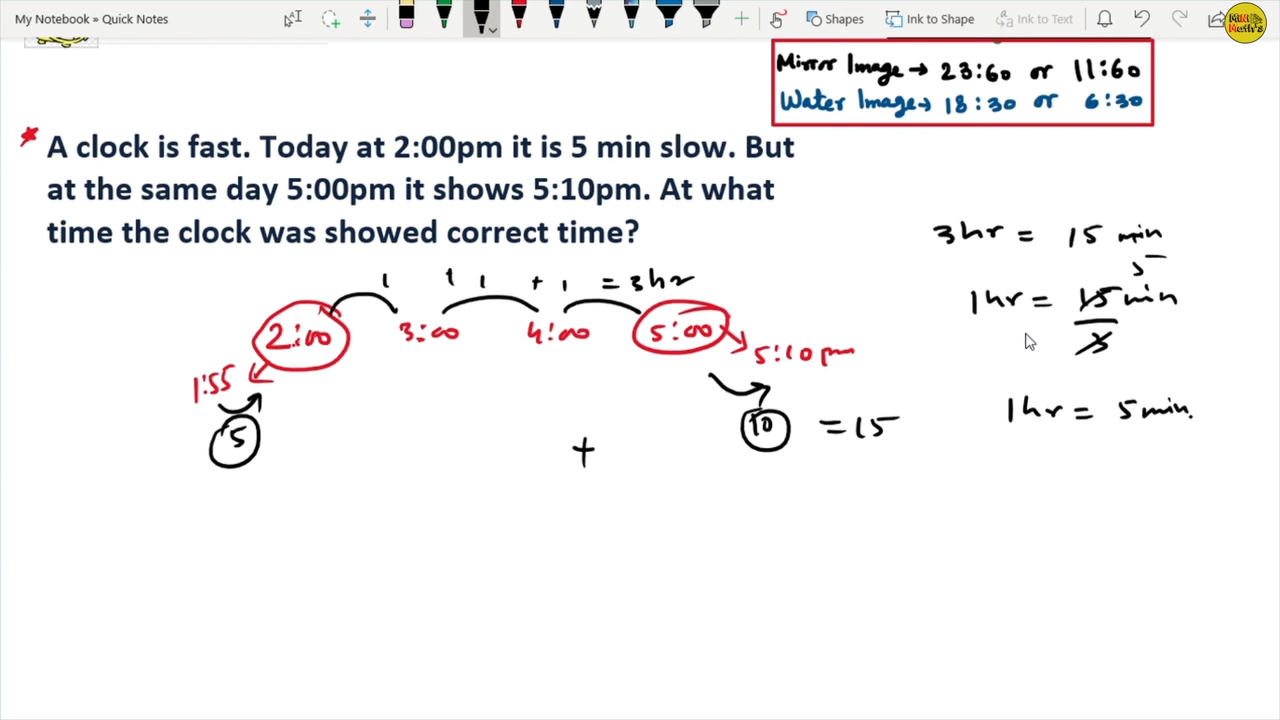 My Notebook » Quick Notes
Shapes
Ink to Shape
Ink to Text
Mirror Image → 23:60 or 11:60
Water Image → 18:30 or 6:30
* A clock is fast. Today at 2:00pm it is 5 min slow. But
at the same day 5:00pm it shows 5:10pm. At what
time the clock was showed correct time?
1 + 1 + 1 = 3hr
2:00 3:00 4:00 5:00
1:55
5:10pm
5 + 10 = 15
3hr = 15 min
5
1hr = 15 min
3
1hr = 5 min.